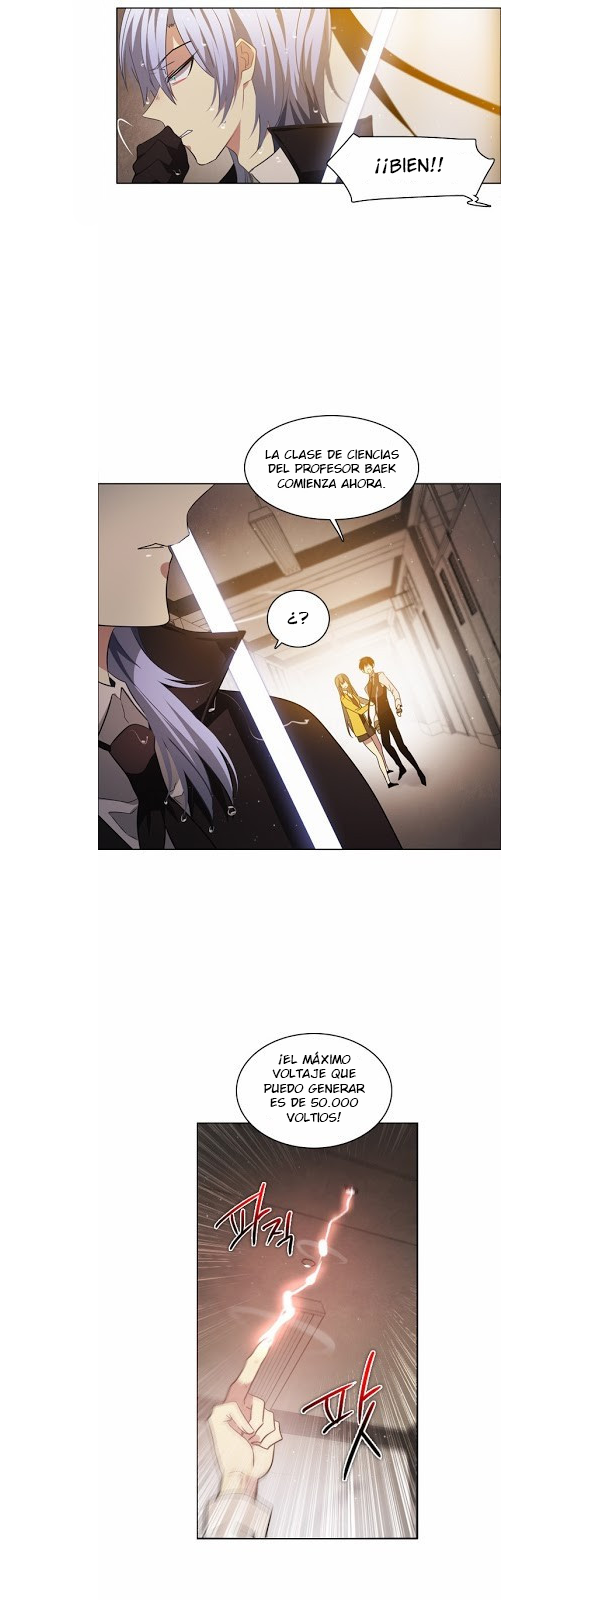 ¡¡BIEN!!
LA CLASE DE CIENCIAS
DEL PROFESOR BAEK
COMIENZA AHORA.
¿?
¡EL MÁXIMO
VOLTAJE QUE
PUEDO GENERAR
ES DE 50.000
VOLTIOS!
파직
팟